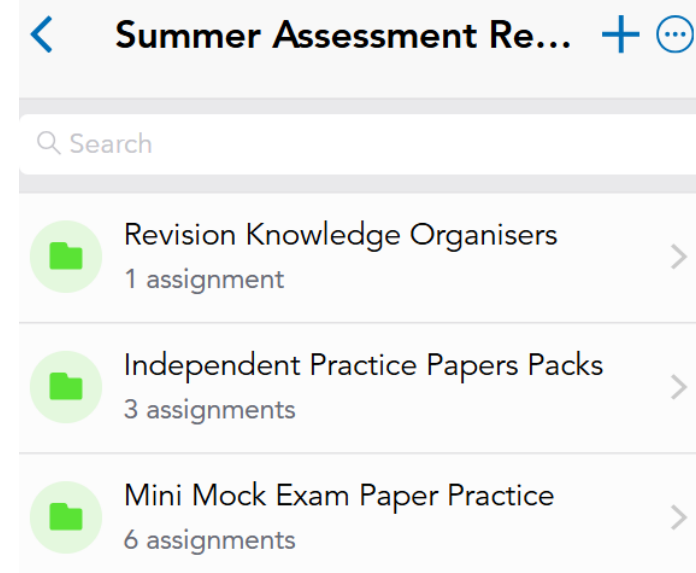 Summer Assessment Re...
Search
Revision Knowledge Organisers
1 assignment
Independent Practice Papers Packs
3 assignments
Mini Mock Exam Paper Practice
6 assignments